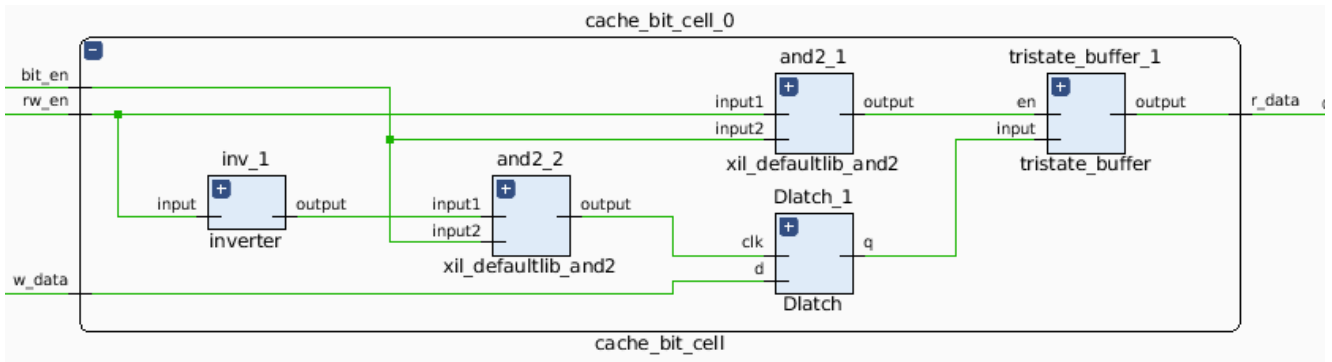 cache_bit_cell_0
bit_en
rw_en
w_data
inv_1
input
output
inverter
and2_2
input1
input2
output
xil_defaultlib_and2
and2_1
input1
input2
output
xil_defaultlib_and2
Dlatch_1
clk
d
q
Dlatch
tristate_buffer_1
en
input
output
tristate_buffer
r_data
cache_bit_cell